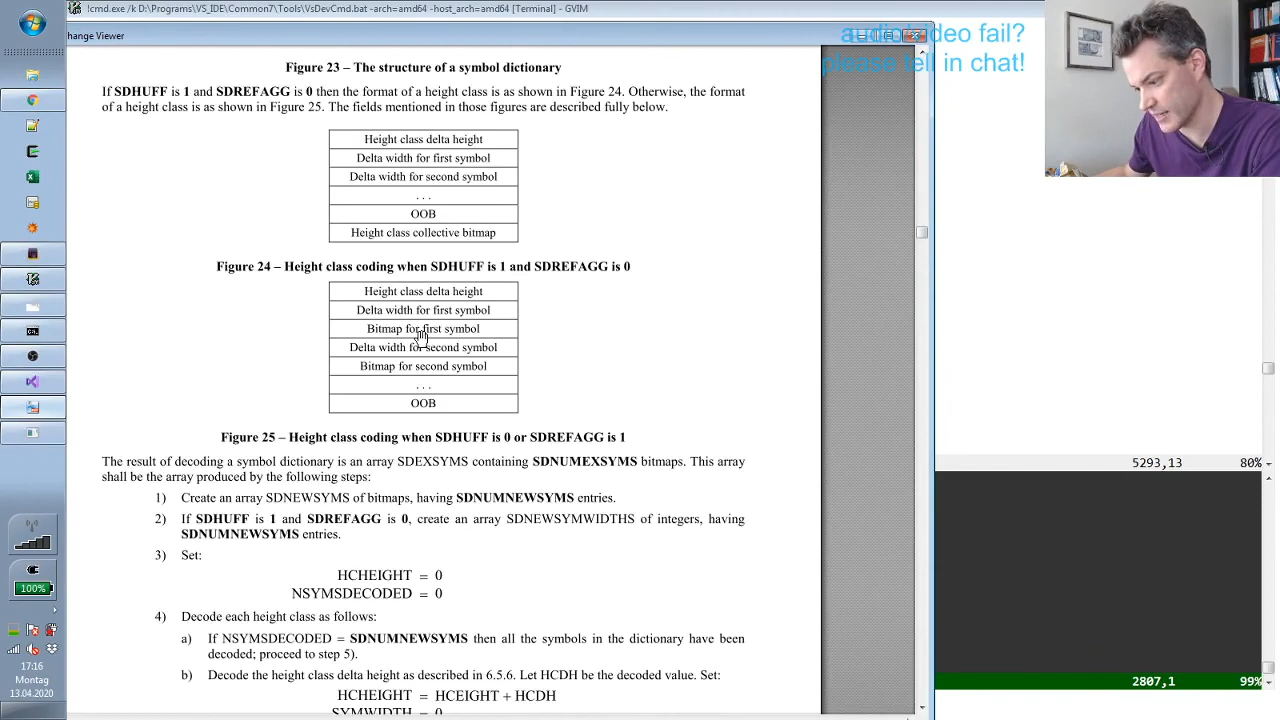 !cmd.exe /k D:\Programs\VS_IDE\Common7\Tools\VsDevCmd.bat -arch=amd64 -host_arch=amd64 [Terminal] - GVIM
hange Viewer
audio/video fail?
please tell in chat!
Figure 23 – The structure of a symbol dictionary
If SDHUFF is 1 and SDREFAGG is 0 then the format of a height class is as shown in Figure 24. Otherwise, the format
of a height class is as shown in Figure 25. The fields mentioned in those figures are described fully below.
Height class delta height
Delta width for first symbol
Delta width for second symbol
. . .
OOB
Height class collective bitmap
Figure 24 – Height class coding when SDHUFF is 1 and SDREFAGG is 0
Height class delta height
Delta width for first symbol
Bitmap for first symbol
Delta width for second symbol
Bitmap for second symbol
. . .
OOB
Figure 25 – Height class coding when SDHUFF is 0 or SDREFAGG is 1
The result of decoding a symbol dictionary is an array SDEXSYMS containing SDNUMEXSYMS bitmaps. This array
shall be the array produced by the following steps:
1) Create an array SDNEWSYMS of bitmaps, having SDNUMNEWSYMS entries.
2) If SDHUFF is 1 and SDREFAGG is 0, create an array SDNEWSYMWIDTHS of integers, having
SDNUMNEWSYMS entries.
3) Set:
HCHEIGHT = 0
NSYMSDECODED = 0
4) Decode each height class as follows:
a) If NSYMSDECODED = SDNUMNEWSYMS then all the symbols in the dictionary have been
decoded; proceed to step 5).
b) Decode the height class delta height as described in 6.5.6. Let HCDH be the decoded value. Set:
HCHEIGHT = HCEIGHT + HCDH
SYMWIDTH = 0
5293,13 80%
2807,1 99%
100%
17:16
Montag
13.04.2020